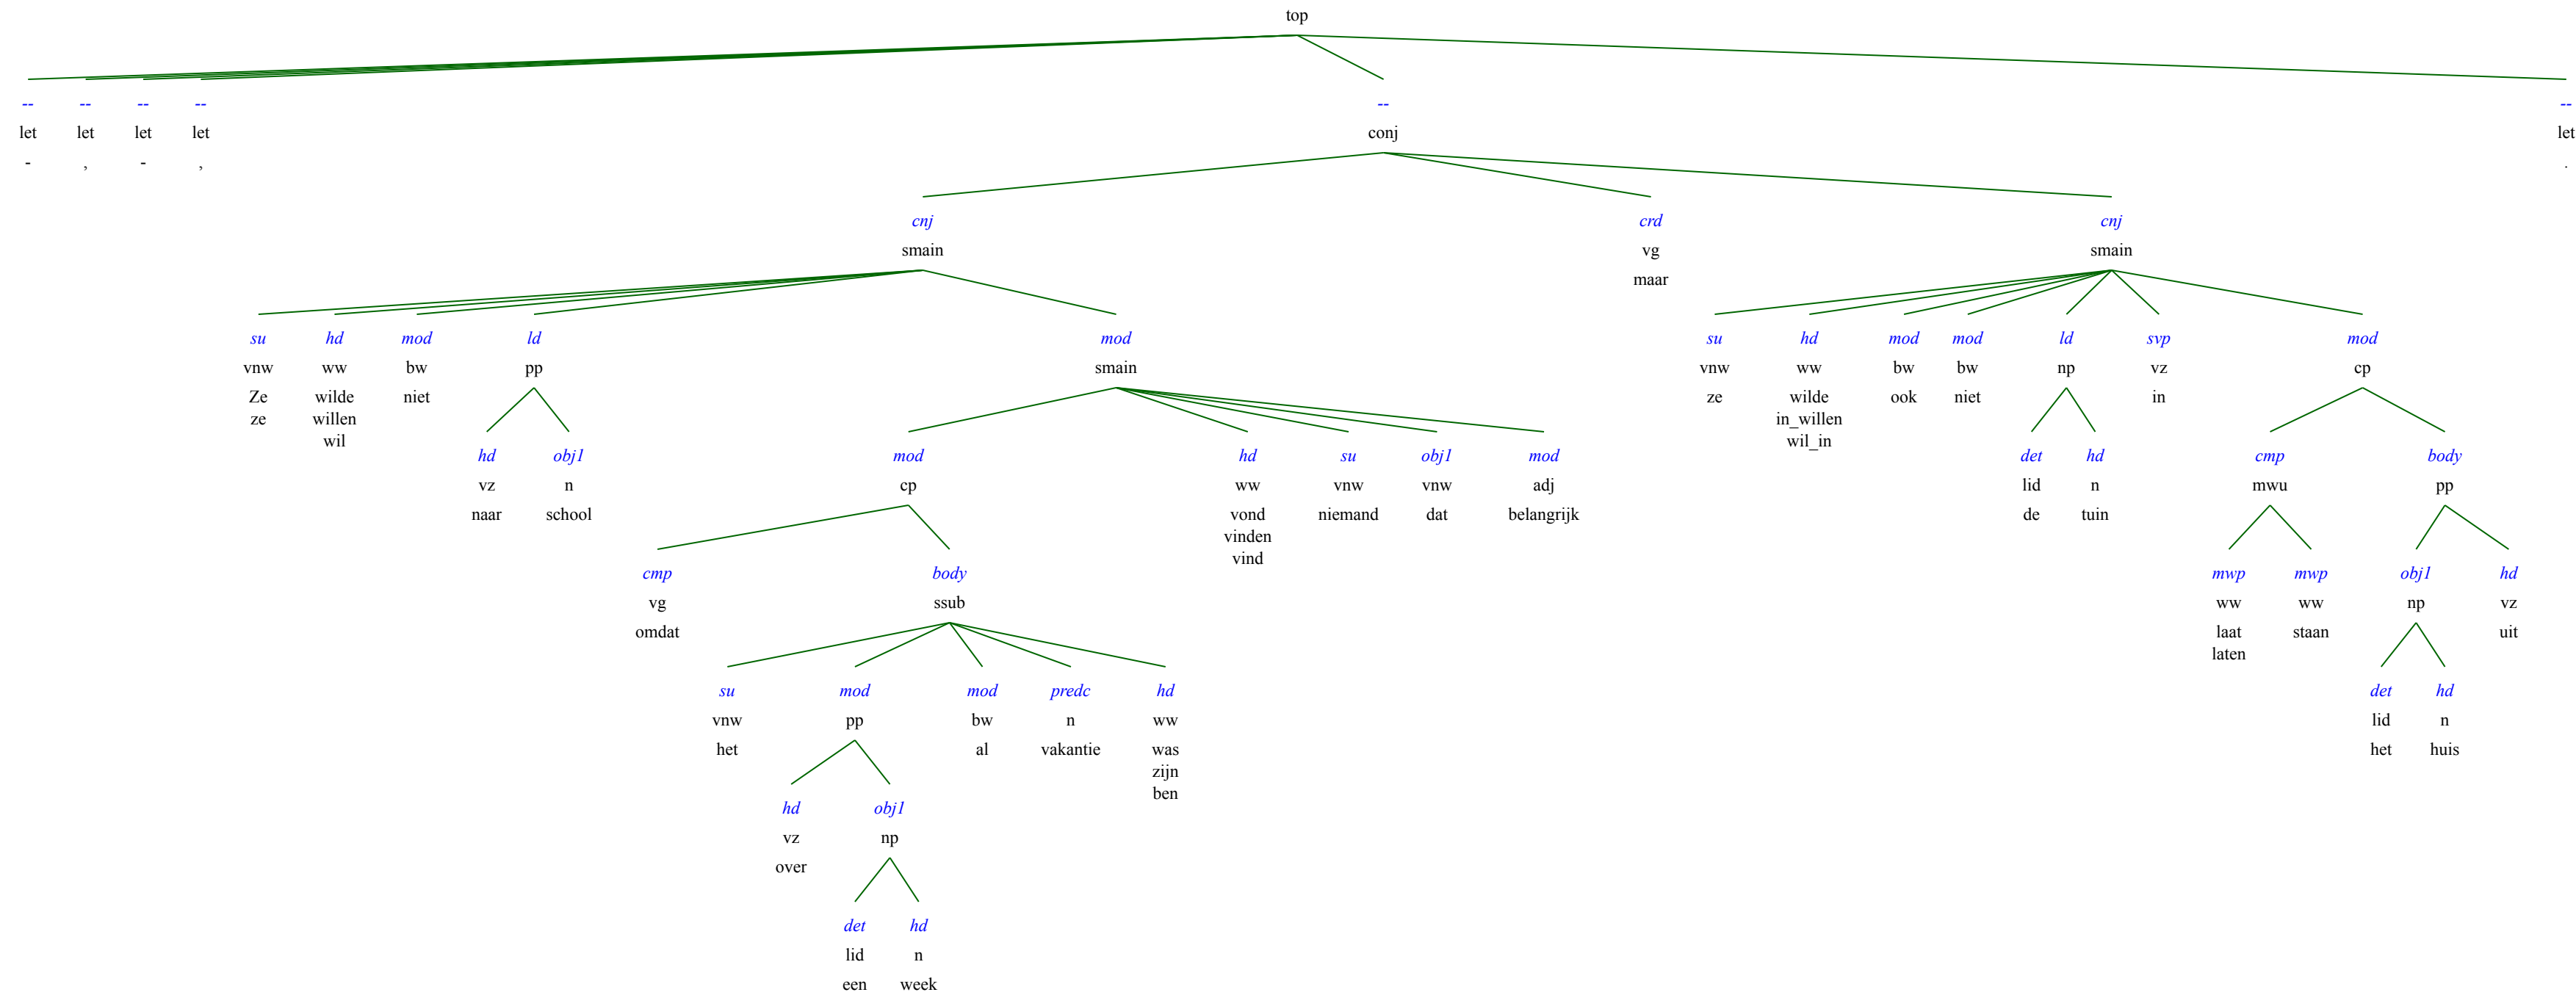 top
-- -- -- -- -- --
let let let let conj let
- , - , .
cnj crd cnj
smain vg smain
maar
su hd mod ld mod su hd mod mod ld svp mod
vnw ww bw pp smain vnw ww bw bw np vz cp
Ze wilde niet ze wilde ook niet in
ze willen in_willen
wil wil_in
hd obj1 mod hd su obj1 mod det hd cmp body
vz n cp ww vnw vnw adj lid n mwu pp
naar school vond niemand dat belangrijk de tuin
vinden
vind
cmp body mwp mwp obj1 hd
vg ssub ww ww np vz
omdat laat staan uit
laten
su mod mod predc hd det hd
vnw pp bw n ww lid n
het al vakantie was het huis
zijn
ben
hd obj1
vz np
over
det hd
lid n
een week